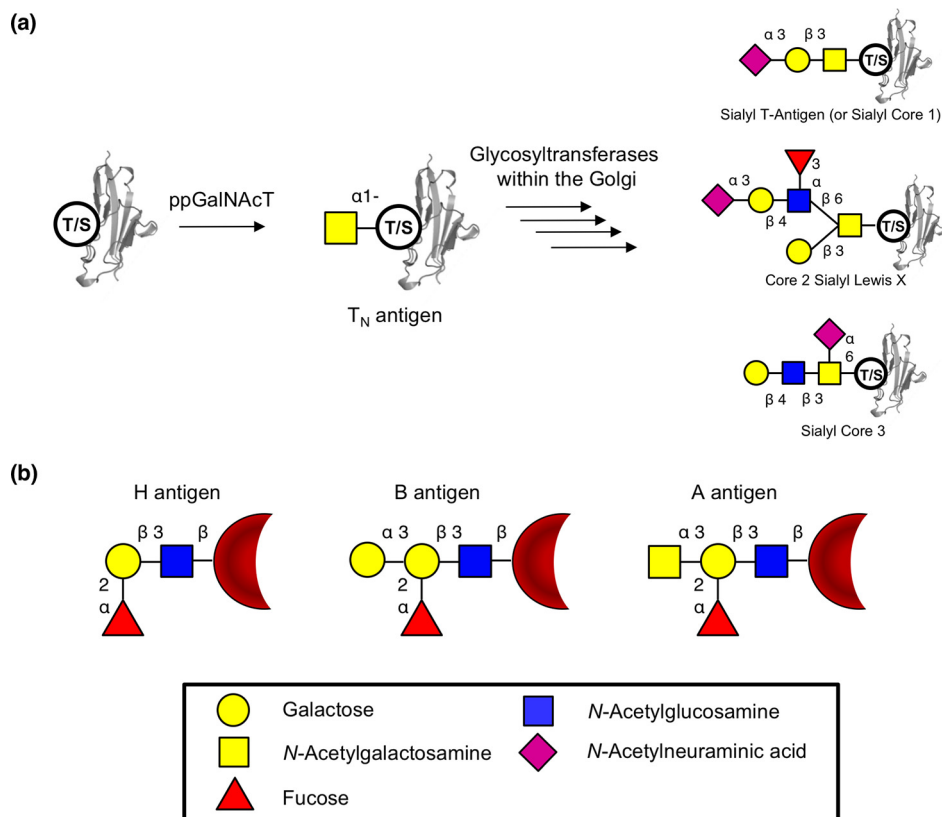 (a)
α 3 β 3
T/S
Sialyl T-Antigen (or Sialyl Core 1)
ppGalNAcT
T/S
α1-
T/S
T_N antigen
Glycosyltransferases
within the Golgi
3
α
α 3
β 4
β 6
β 3
T/S
Core 2 Sialyl Lewis X
α
6
T/S
β 4 β 3
Sialyl Core 3
(b)
H antigen
β 3 β
2
α
B antigen
α 3 β 3 β
2
α
A antigen
α 3 β 3 β
2
α
Galactose
N-Acetylglucosamine
N-Acetylgalactosamine
N-Acetylneuraminic acid
Fucose